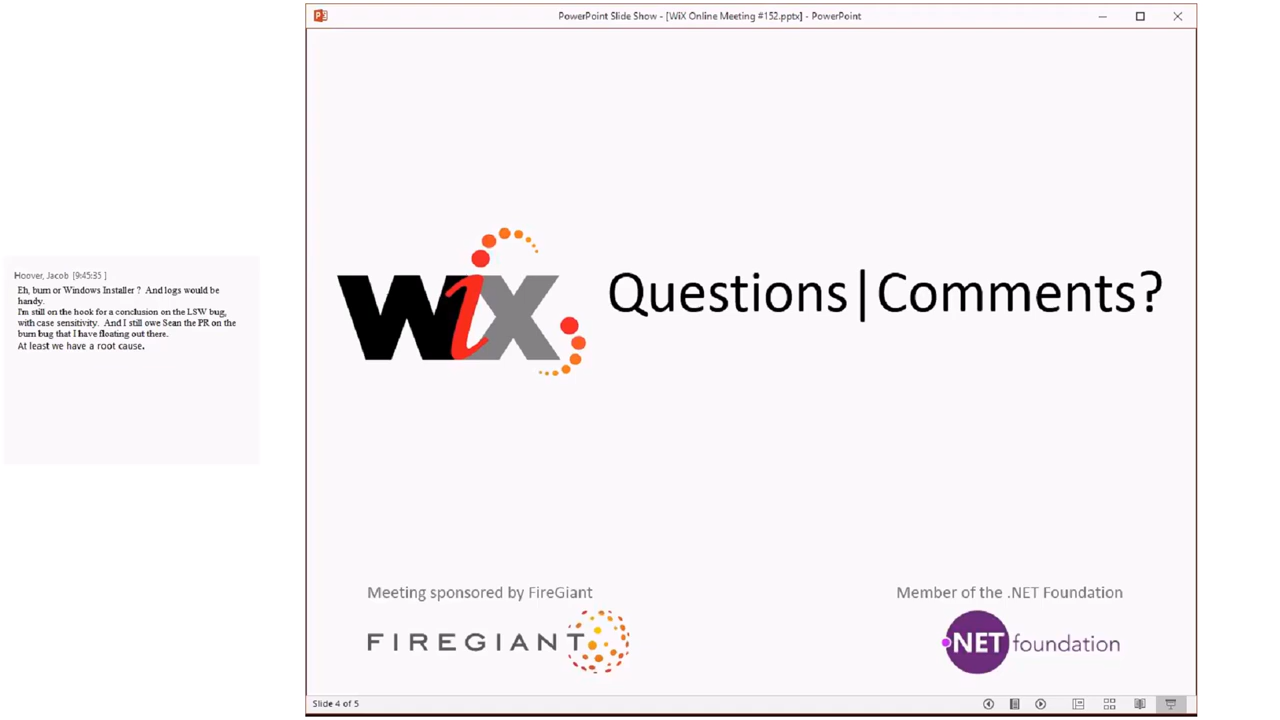 PowerPoint Slide Show - [WiX Online Meeting #152.pptx] - PowerPoint
Hoover, Jacob [9:45:35 ]
Eh, burn or Windows Installer ?  And logs would be
handy.
I'm still on the hook for a conclusion on the LSW bug,
with case sensitivity.  And I still owe Sean the PR on the
burn bug that I have floating out there.
At least we have a root cause.
WiX
Questions|Comments?
Meeting sponsored by FireGiant
FIREGIANT
Member of the .NET Foundation
.NET foundation
Slide 4 of 5